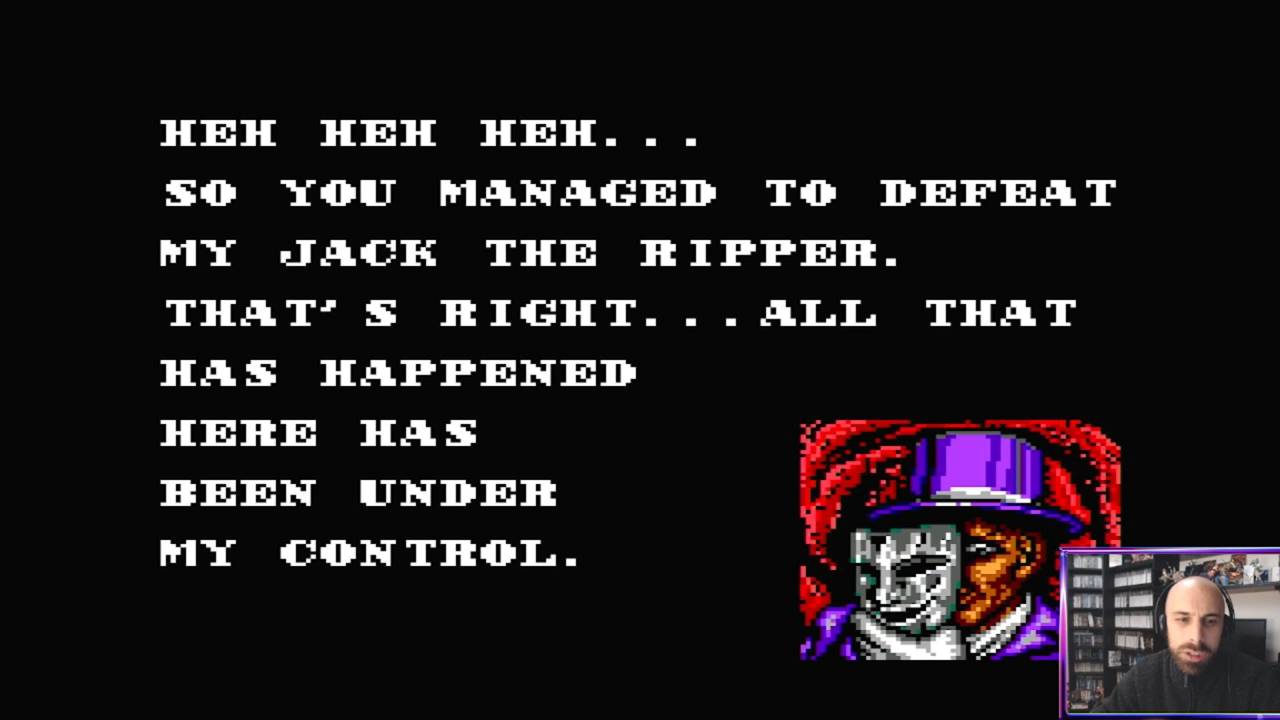 HEH HEH HEH...
SO YOU MANAGED TO DEFEAT
MY JACK THE RIPPER.
THAT'S RIGHT...ALL THAT
HAS HAPPENED
HERE HAS
BEEN UNDER
MY CONTROL.